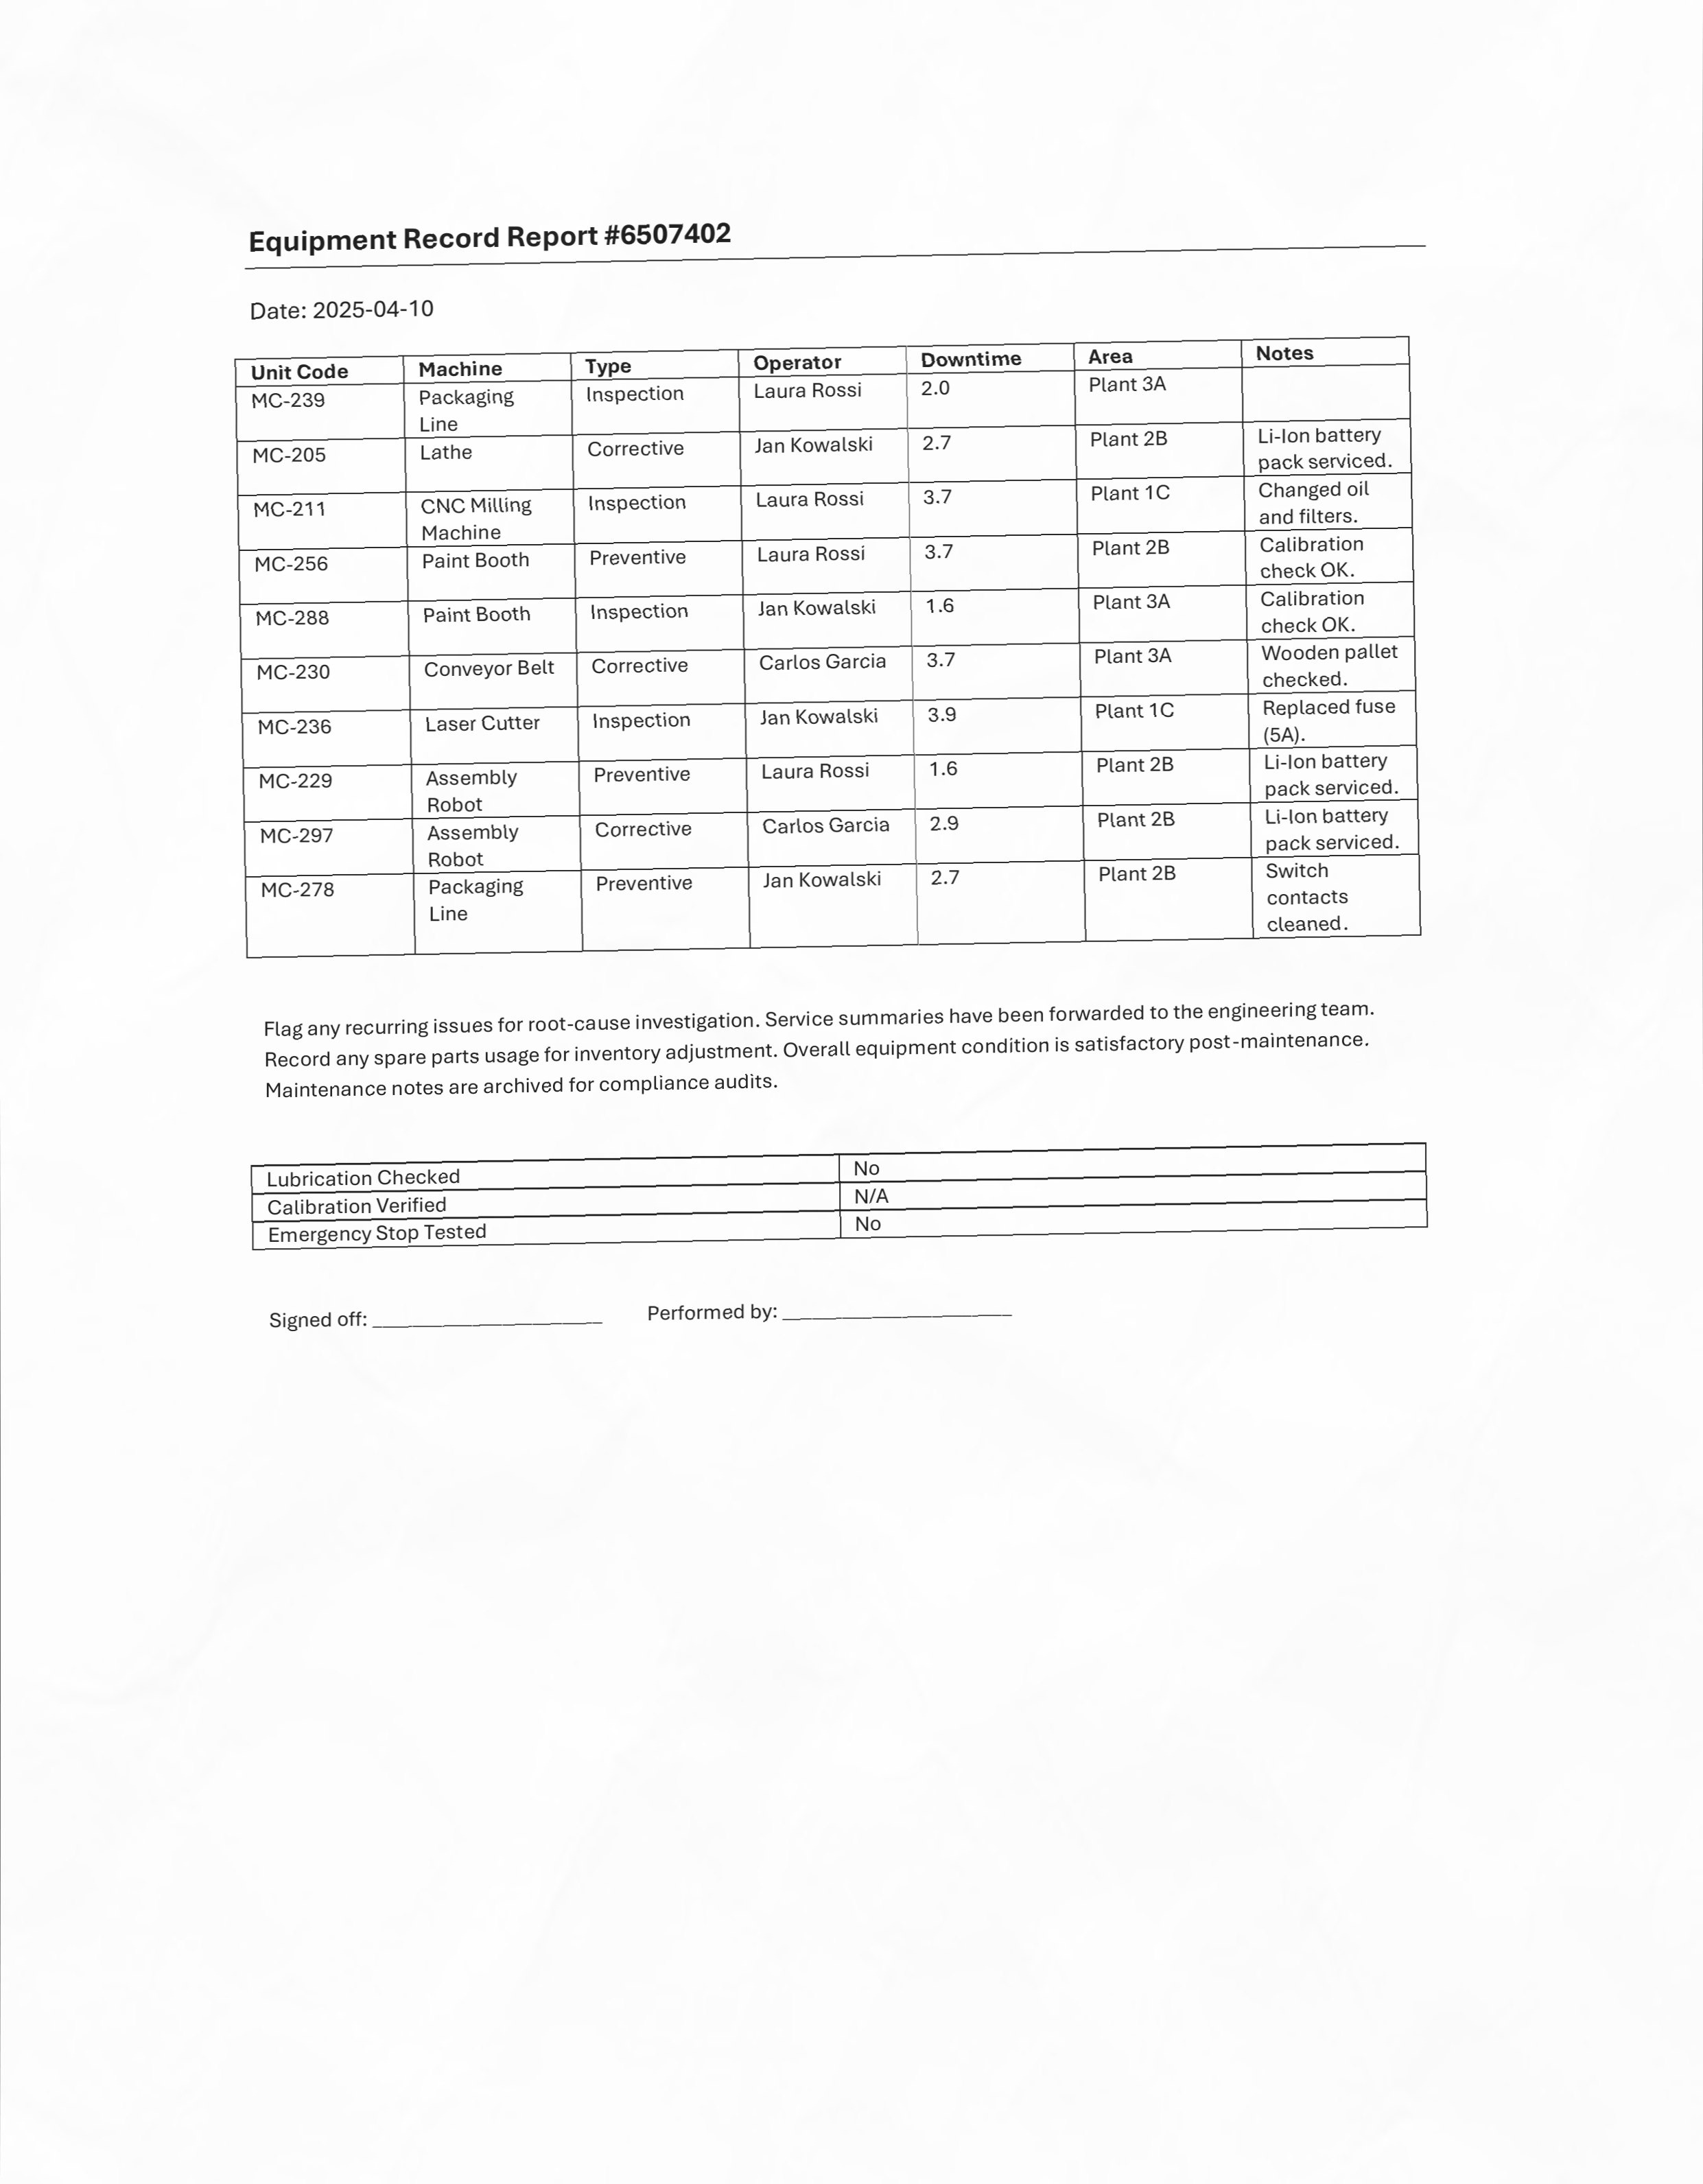 Equipment Record Report #6507402
Date: 2025-04-10
Unit Code Machine Type Operator Downtime Area Notes
MC-239 Packaging Line Inspection Laura Rossi 2.0 Plant 3A
MC-205 Lathe Corrective Jan Kowalski 2.7 Plant 2B Li-Ion battery pack serviced.
MC-211 CNC Milling Machine Inspection Laura Rossi 3.7 Plant 1C Changed oil and filters.
MC-256 Paint Booth Preventive Laura Rossi 3.7 Plant 2B Calibration check OK.
MC-288 Paint Booth Inspection Jan Kowalski 1.6 Plant 3A Calibration check OK.
MC-230 Conveyor Belt Corrective Carlos Garcia 3.7 Plant 3A Wooden pallet checked.
MC-236 Laser Cutter Inspection Jan Kowalski 3.9 Plant 1C Replaced fuse (5A).
MC-229 Assembly Robot Preventive Laura Rossi 1.6 Plant 2B Li-Ion battery pack serviced.
MC-297 Assembly Robot Corrective Carlos Garcia 2.9 Plant 2B Li-Ion battery pack serviced.
MC-278 Packaging Line Preventive Jan Kowalski 2.7 Plant 2B Switch contacts cleaned.
Flag any recurring issues for root-cause investigation. Service summaries have been forwarded to the engineering team.
Record any spare parts usage for inventory adjustment. Overall equipment condition is satisfactory post-maintenance.
Maintenance notes are archived for compliance audits.
Lubrication Checked No
Calibration Verified N/A
Emergency Stop Tested No
Signed off: ______________________ Performed by: ______________________